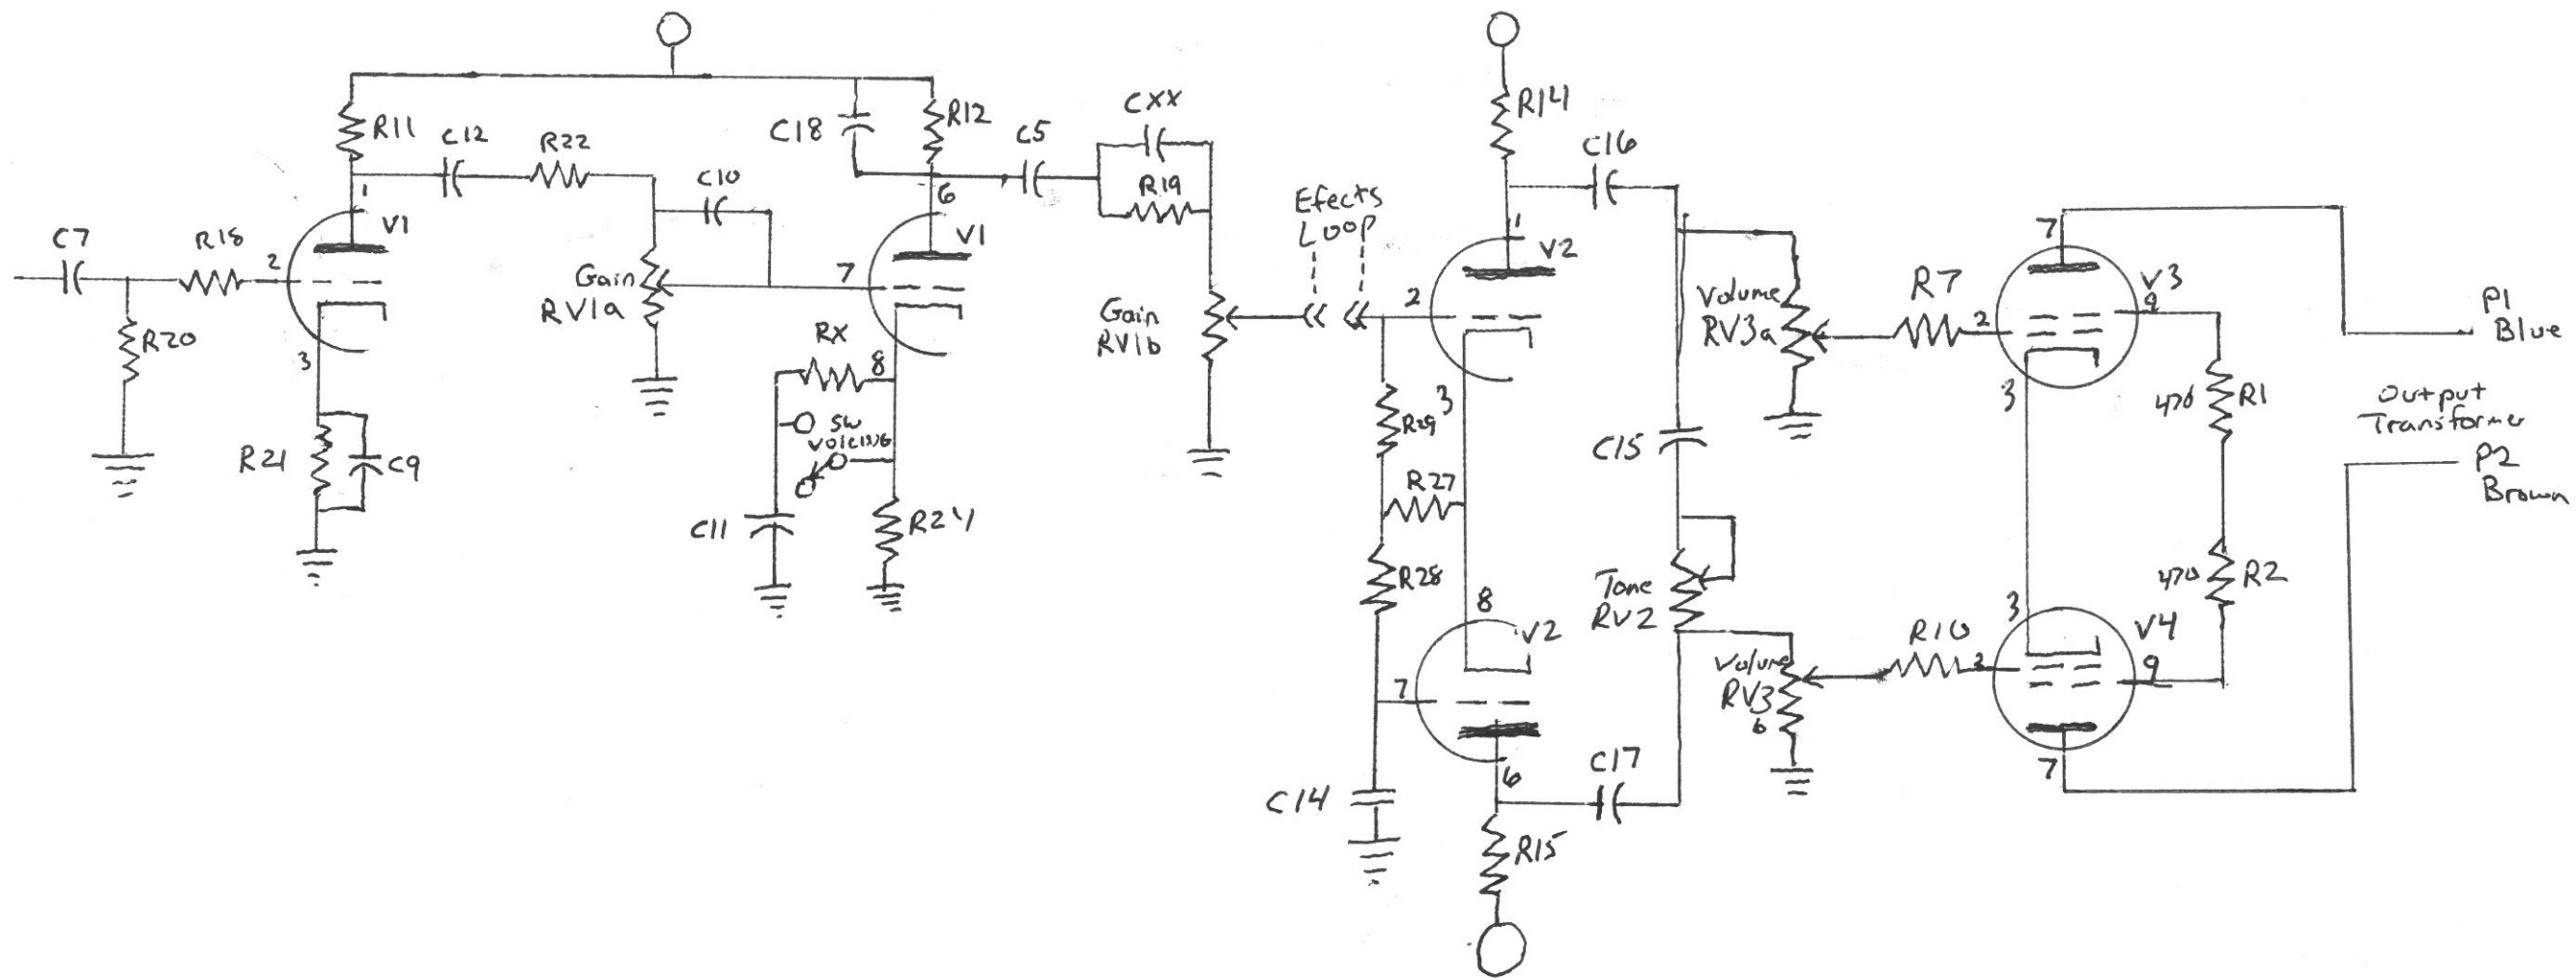 R11
C12
R22
C18
R12
C5
CXX
R19
R14
C16
1
V1
C10
6
V1
Efects
Loop
1
V2
7
V3
9
C7
R18
2
Gain
RV1a
7
Gain
RV1b
2
Volume
RV3a
R7
2
P1
Blue
R20
3
RX
8
SW
R29
3
C15
3
470
R1
Output
Transformer
P2
Brown
R21
C9
C11
R24
R27
R28
8
V2
Tone
RV2
3
470
R2
R10
2
V4
9
7
Volume
RV3
6
6
C17
7
C14
R15